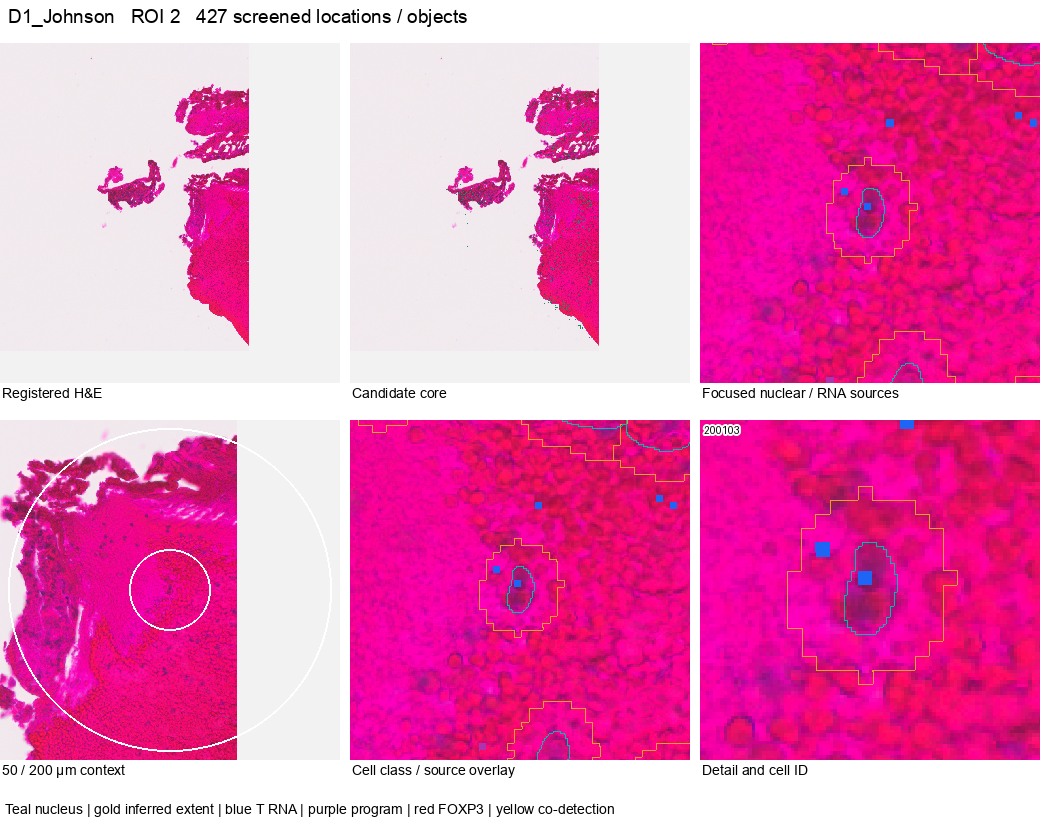 D1_Johnson ROI 2 427 screened locations / objects
Registered H&E
Candidate core
Focused nuclear / RNA sources
200103
50 / 200 µm context
Cell class / source overlay
Detail and cell ID
Teal nucleus | gold inferred extent | blue T RNA | purple program | red FOXP3 | yellow co-detection